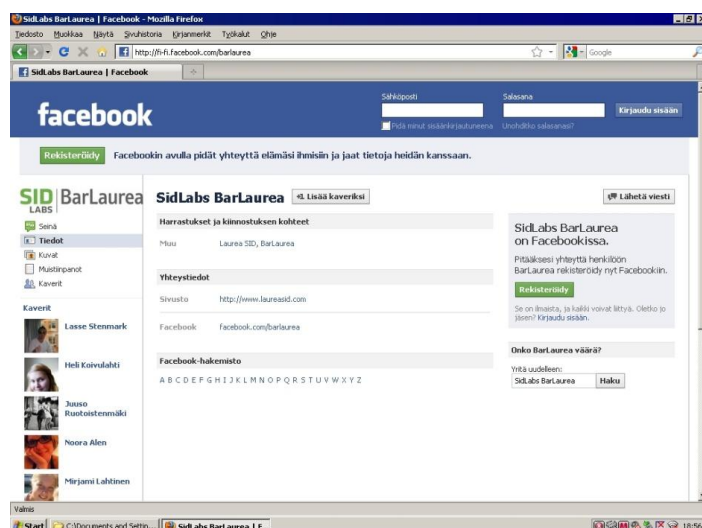 SidLabs BarLaurea | Facebook - Mozilla Firefox
Tiedosto Muokkaa Näytä Sivuhistoria Kirjanmerkit Työkalut Ohje
http://fi-fi.facebook.com/barlaurea
Google
SidLabs BarLaurea | Facebook
facebook
Sähköposti
Salasana
Kirjaudu sisään
Pidä minut sisäänkirjautuneena
Unohditko salasanasi?
Rekisteröidy
Facebookin avulla pidät yhteyttä elämäsi ihmisiin ja jaat tietoja heidän kanssaan.
SID LABS BarLaurea
Seinä
Tiedot
Kuvat
Muistiinpanot
Kaverit
Kaverit
Lasse Stenmark
Heli Koivulahti
Juuso
Ruotoistenmäki
Noora Alen
Mirjami Lahtinen
SidLabs BarLaurea
Lisää kaveriksi
Lähetä viesti
Harrastukset ja kiinnostuksen kohteet
Muu Laurea SID, BarLaurea
Yhteystiedot
Sivusto http://www.laureasid.com
Facebook facebook.com/barlaurea
Facebook-hakemisto
A B C D E F G H I J K L M N O P Q R S T U V W X Y Z
SidLabs BarLaurea
on Facebookissa.
Pitääksesi yhteyttä henkilöön
BarLaurea rekisteröidy nyt Facebookiin.
Rekisteröidy
Se on ilmaista, ja kaikki voivat liittyä. Oletko jo
jäsen? Kirjaudu sisään.
Onko BarLaurea väärä?
Yritä uudelleen:
SidLabs BarLaurea
Haku
Valmis
Start
C:\Documents and Settin...
SidLabs BarLaurea | F...
18:56